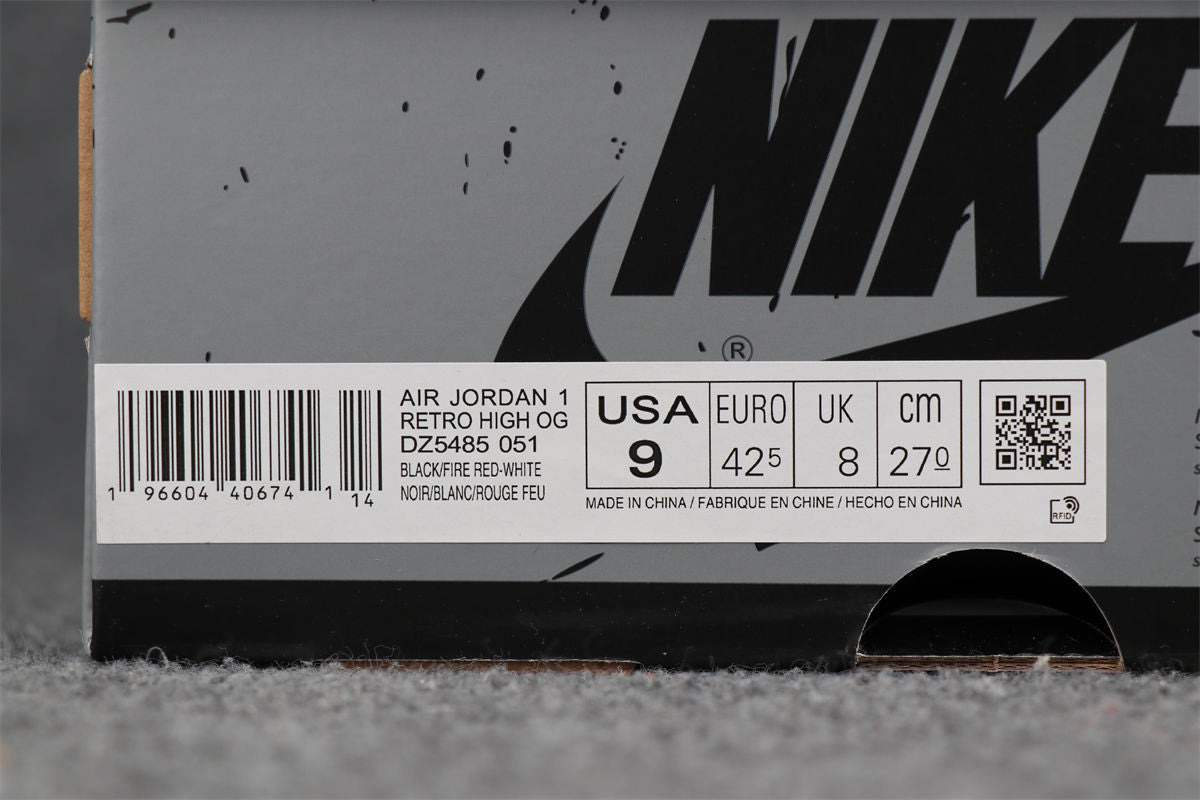 NIKE
®
AIR JORDAN 1
RETRO HIGH OG
DZ5485 051
BLACK/FIRE RED-WHITE
NOIR/BLANC/ROUGE FEU
1 96604 40674 1 14
USA EURO UK cm
9 425 8 270
MADE IN CHINA / FABRIQUE EN CHINE / HECHO EN CHINA
RFID